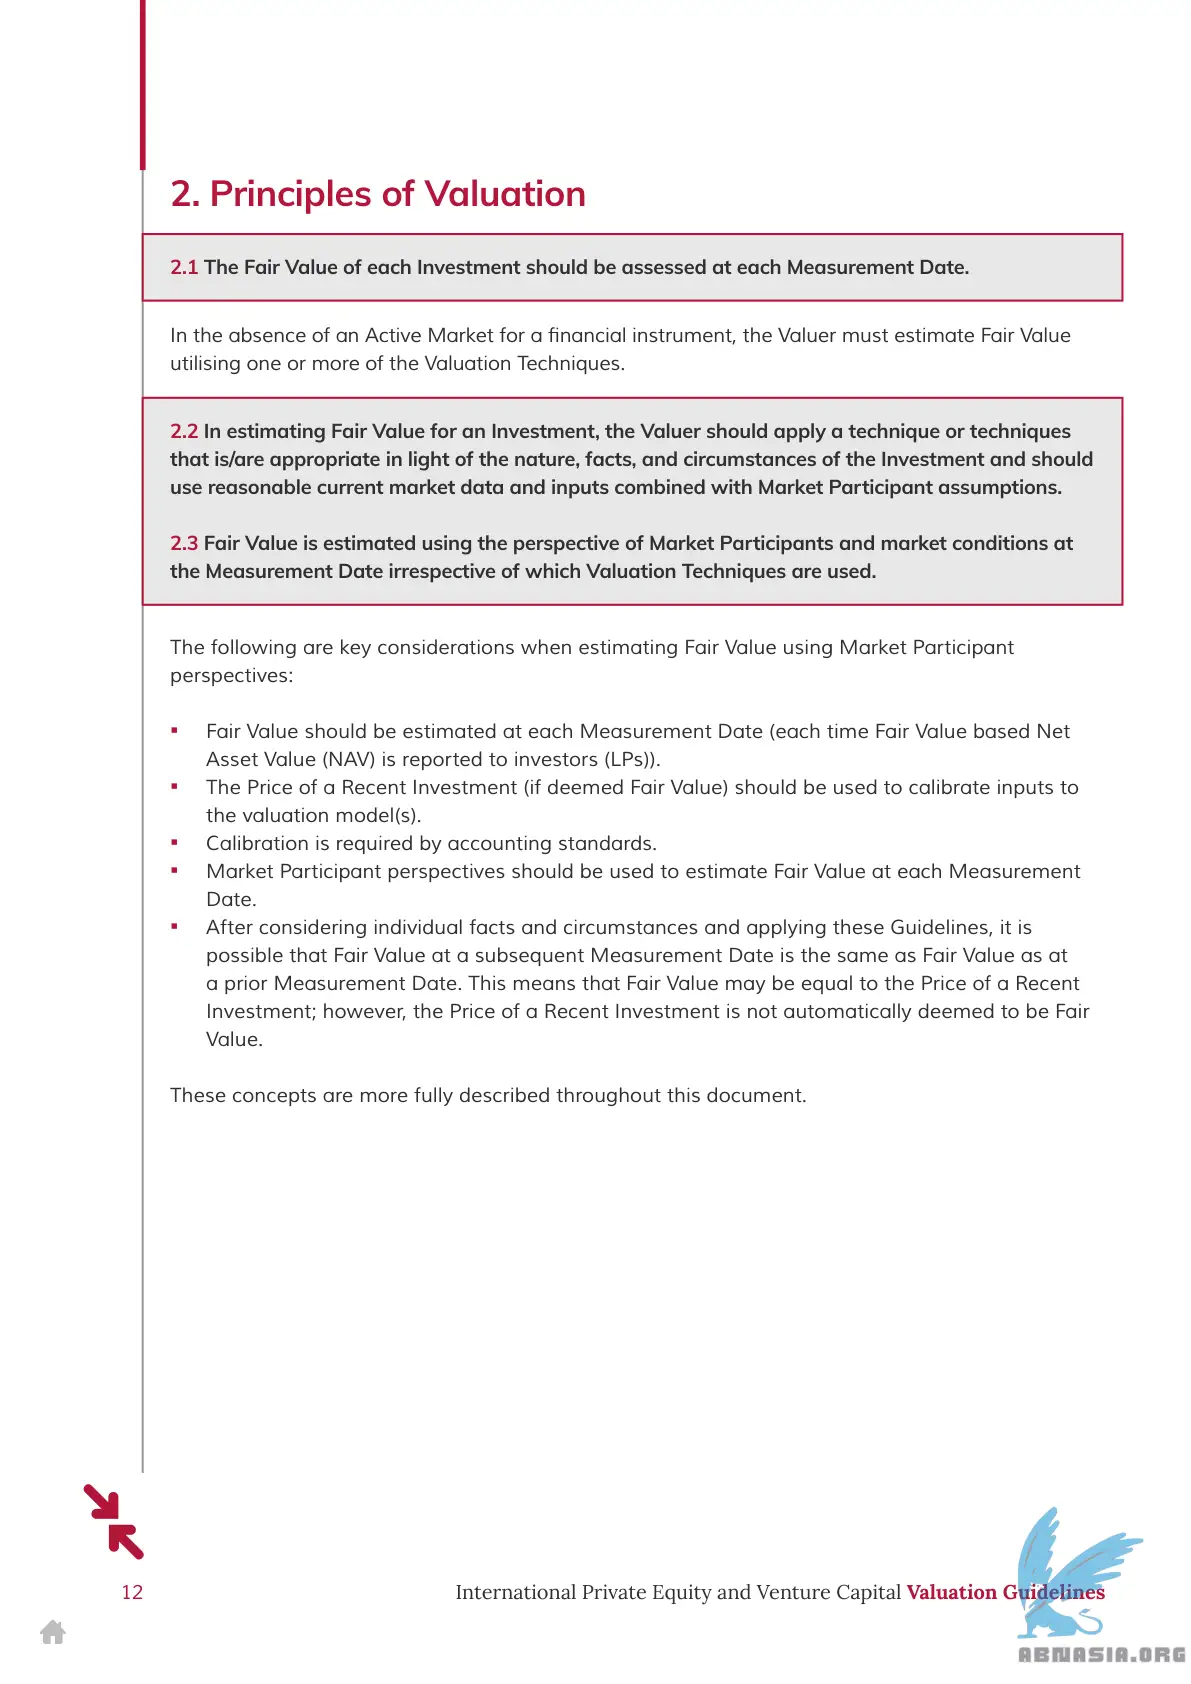 2. Principles of Valuation
2.1 The Fair Value of each Investment should be assessed at each Measurement Date.
In the absence of an Active Market for a financial instrument, the Valuer must estimate Fair Value
utilising one or more of the Valuation Techniques.
2.2 In estimating Fair Value for an Investment, the Valuer should apply a technique or techniques
that is/are appropriate in light of the nature, facts, and circumstances of the Investment and should
use reasonable current market data and inputs combined with Market Participant assumptions.
2.3 Fair Value is estimated using the perspective of Market Participants and market conditions at
the Measurement Date irrespective of which Valuation Techniques are used.
The following are key considerations when estimating Fair Value using Market Participant
perspectives:
▪ Fair Value should be estimated at each Measurement Date (each time Fair Value based Net
Asset Value (NAV) is reported to investors (LPs)).
▪ The Price of a Recent Investment (if deemed Fair Value) should be used to calibrate inputs to
the valuation model(s).
▪ Calibration is required by accounting standards.
▪ Market Participant perspectives should be used to estimate Fair Value at each Measurement
Date.
▪ After considering individual facts and circumstances and applying these Guidelines, it is
possible that Fair Value at a subsequent Measurement Date is the same as Fair Value as at
a prior Measurement Date. This means that Fair Value may be equal to the Price of a Recent
Investment; however, the Price of a Recent Investment is not automatically deemed to be Fair
Value.
These concepts are more fully described throughout this document.
12 International Private Equity and Venture Capital Valuation Guidelines
ABNASIA.ORG